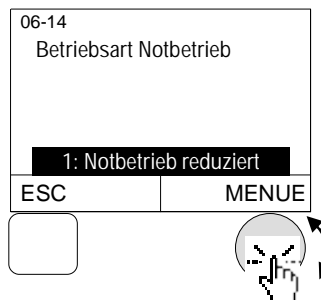 06-14
Betriebsart Notbetrieb
1: Notbetrieb reduziert
ESC MENUE